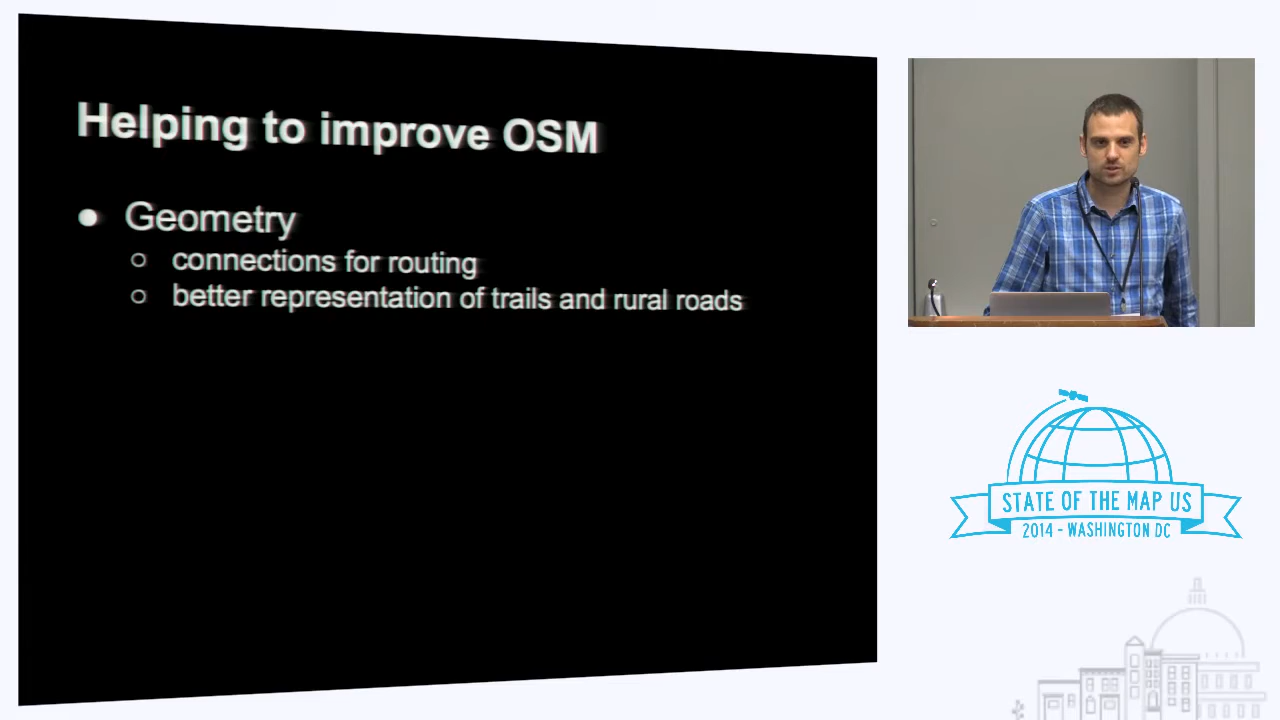 Helping to improve OSM
● Geometry
○ connections for routing
○ better representation of trails and rural roads
STATE OF THE MAP US
2014 - WASHINGTON DC